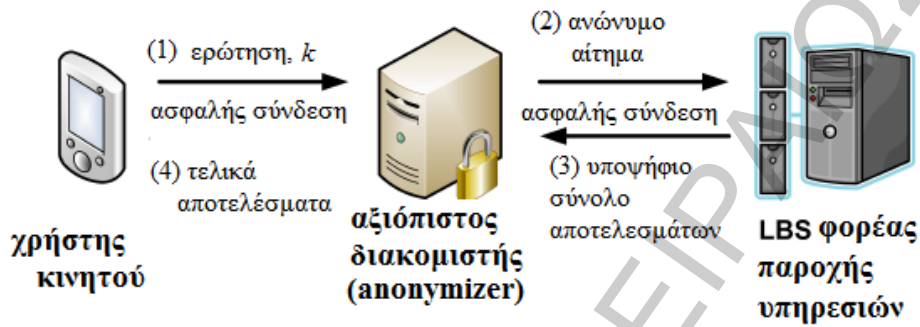 (1) ερώτηση, k
ασφαλής σύνδεση
(4) τελικά
αποτελέσματα
χρήστης
κινητού
αξιόπιστος
διακομιστής
(anonymizer)
(2) ανώνυμο
αίτημα
ασφαλής σύνδεση
(3) υποψήφιο
σύνολο
αποτελεσμάτων
LBS φορέας
παροχής
υπηρεσιών
ΕΙΡΑΙΩΣ